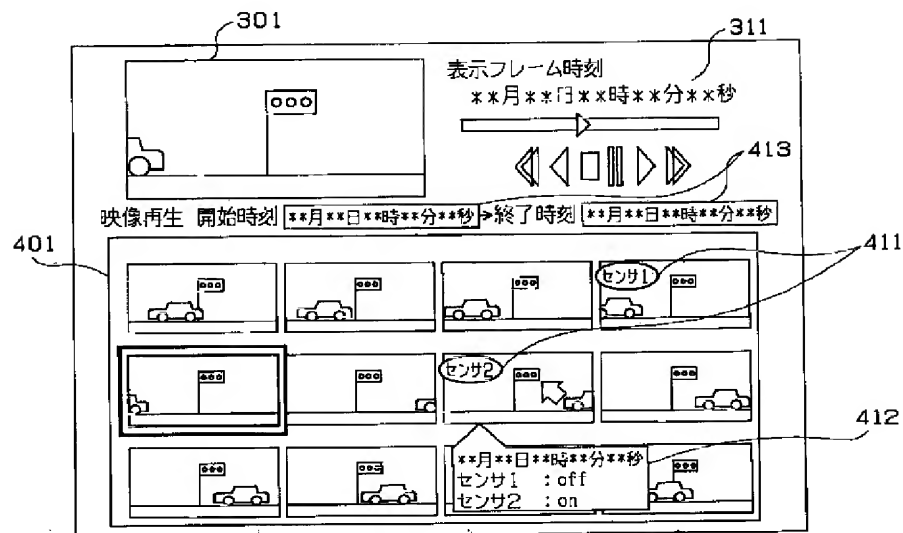 301
311
表示フレーム時刻
**月**日**時**分**秒
413
映像再生 開始時刻 **月**日**時**分**秒→終了時刻 **月**日**時**分**秒
401
411
センサ1
センサ2
412
**月**日**時**分**秒
センサ1 :off
センサ2 :on